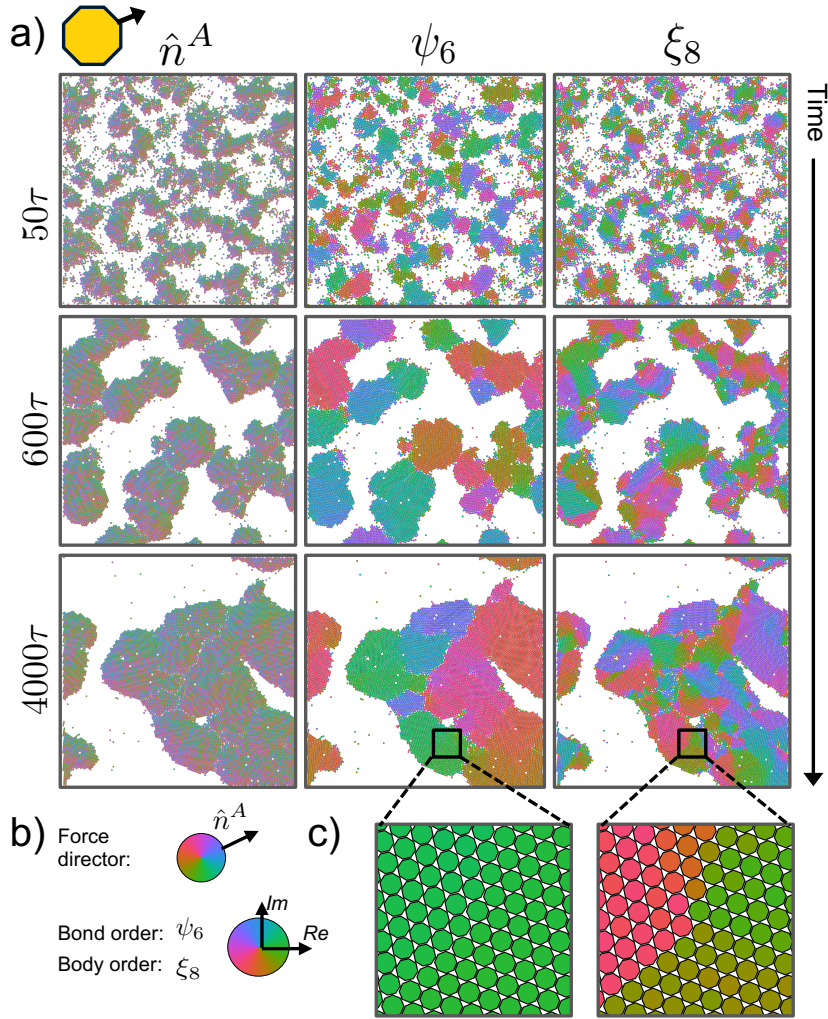 a)
n̂ᴬ ψ₆ ξ₈
Time
50τ
600τ
4000τ
b)
Force director:
n̂ᴬ
Bond order: ψ₆
Body order: ξ₈
Im
Re
c)